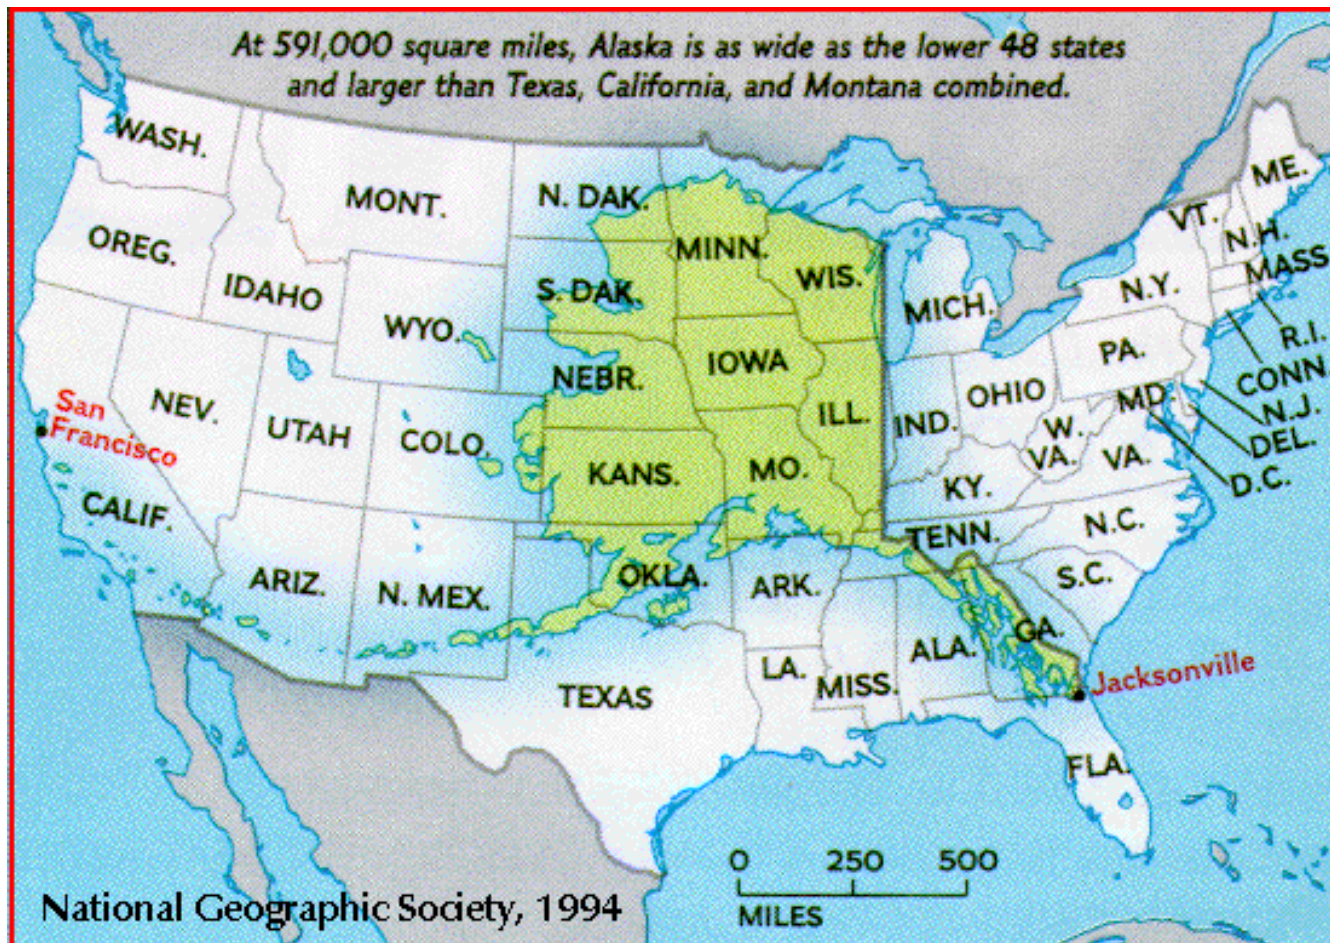 At 591,000 square miles, Alaska is as wide as the lower 48 states
and larger than Texas, California, and Montana combined.
WASH.
MONT.
N. DAK.
MINN.
ME.
VT.
N.H.
MASS
OREG.
IDAHO
S. DAK.
WIS.
MICH.
N.Y.
R.I.
WYO.
IOWA
PA.
CONN.
NEBR.
OHIO
MD.
N.J.
San
Francisco
NEV.
UTAH
COLO.
ILL.
IND.
W.
VA.
VA.
DEL.
D.C.
KANS.
MO.
KY.
CALIF.
TENN.
N.C.
ARIZ.
N. MEX.
OKLA.
ARK.
S.C.
GA.
ALA.
LA.
MISS.
TEXAS
Jacksonville
FLA.
0 250 500
MILES
National Geographic Society, 1994